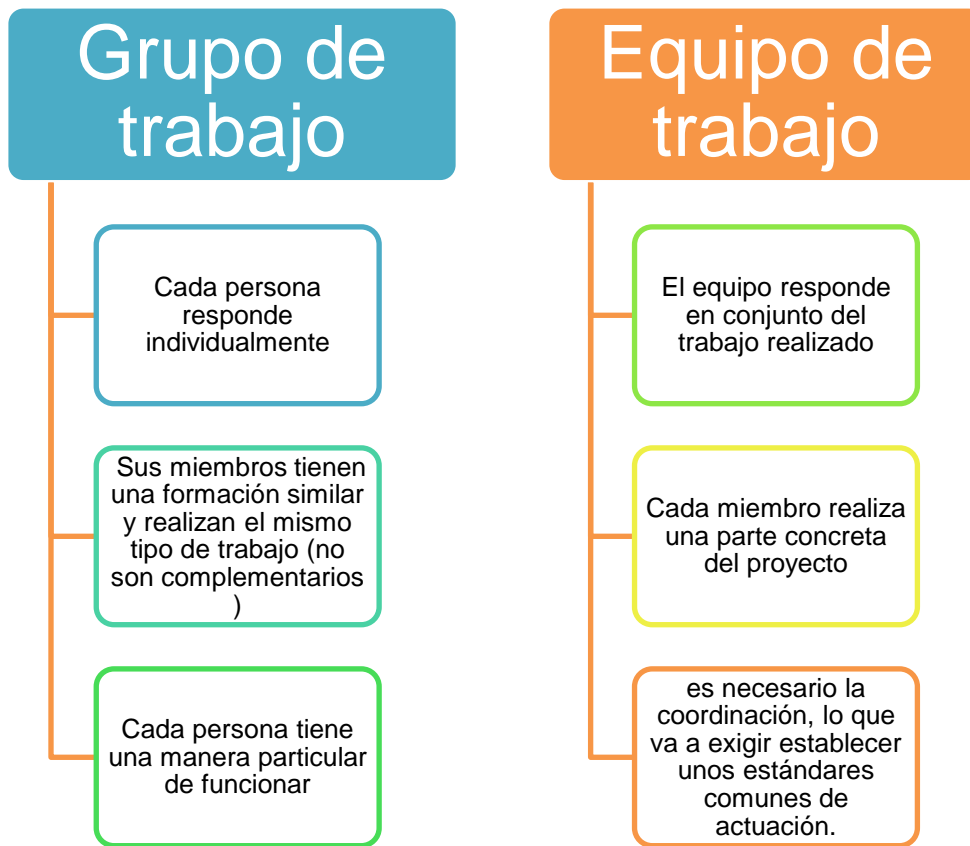 Grupo de
trabajo
Cada persona
responde
individualmente
Sus miembros tienen
una formación similar
y realizan el mismo
tipo de trabajo (no
son complementarios
)
Cada persona tiene
una manera particular
de funcionar
Equipo de
trabajo
El equipo responde
en conjunto del
trabajo realizado
Cada miembro realiza
una parte concreta
del proyecto
es necesario la
coordinación, lo que
va a exigir establecer
unos estándares
comunes de
actuación.